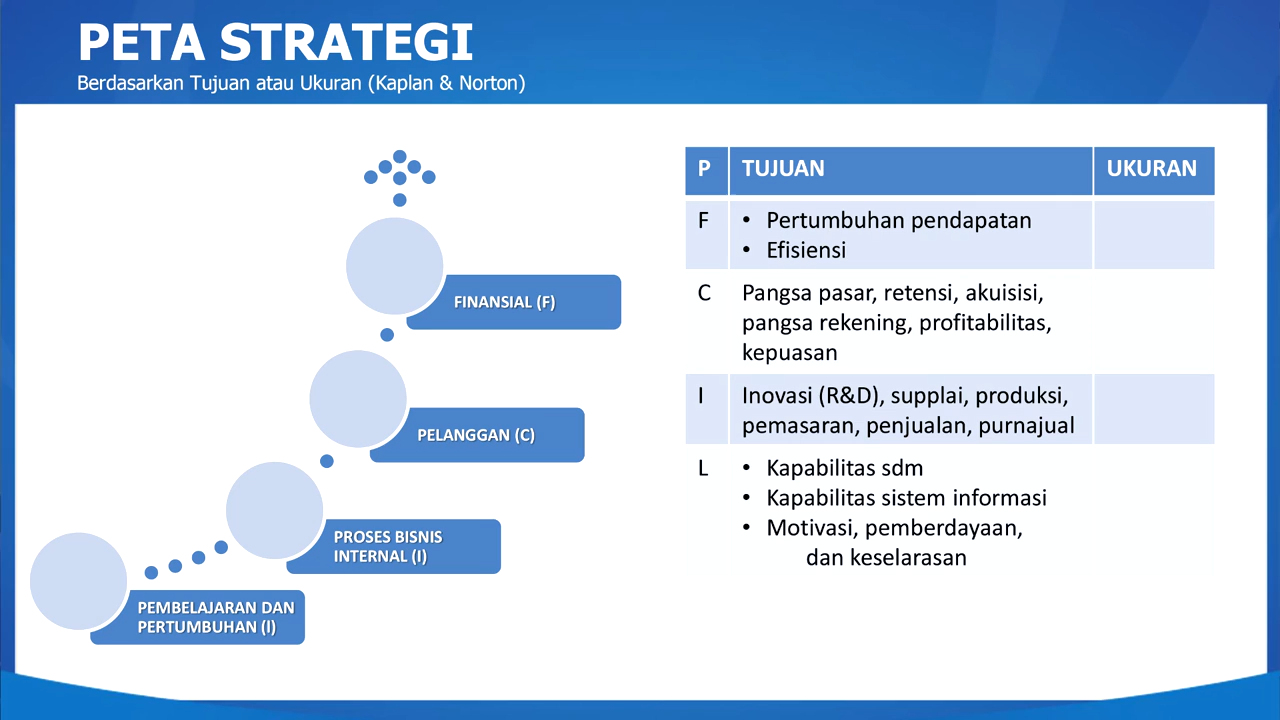 PETA STRATEGI
Berdasarkan Tujuan atau Ukuran (Kaplan & Norton)
FINANSIAL (F)
PELANGGAN (C)
PROSES BISNIS
INTERNAL (I)
PEMBELAJARAN DAN
PERTUMBUHAN (I)
P TUJUAN UKURAN
F • Pertumbuhan pendapatan
• Efisiensi
C Pangsa pasar, retensi, akuisisi,
pangsa rekening, profitabilitas,
kepuasan
I Inovasi (R&D), supplai, produksi,
pemasaran, penjualan, purnajual
L • Kapabilitas sdm
• Kapabilitas sistem informasi
• Motivasi, pemberdayaan,
dan keselarasan